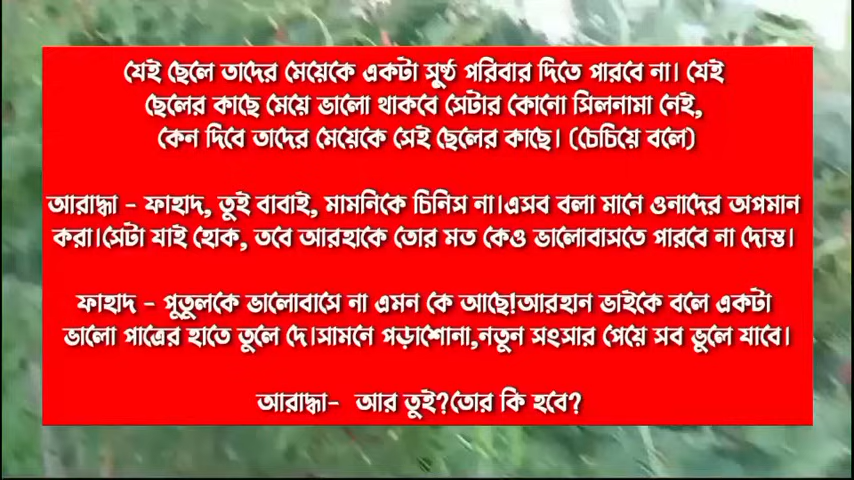 যেই ছেলে তাদের মেয়েকে একটা সুষ্ঠ পরিবার দিতে পারবে না। যেই
ছেলের কাছে মেয়ে ভালো থাকবে সেটার কোনো সিলনামা নেই,
কেন দিবে তাদের মেয়েকে সেই ছেলের কাছে। (চেচিয়ে বলে)
আরাদ্ধা - ফাহাদ, তুই বাবাই, মামনিকে চিনিস না।এসব বলা মানে ওনাদের অপমান
করা।সেটা যাই হোক, তবে আরহাকে তোর মত কেও ভালোবাসতে পারবে না দোস্ত।
ফাহাদ - পুতুলকে ভালোবাসে না এমন কে আছে!আরহান ভাইকে বলে একটা
ভালো পাত্রের হাতে তুলে দে।সামনে পড়াশোনা,নতুন সংসার পেয়ে সব ভুলে যাবে।
আরাদ্ধা- আর তুই?তোর কি হবে?